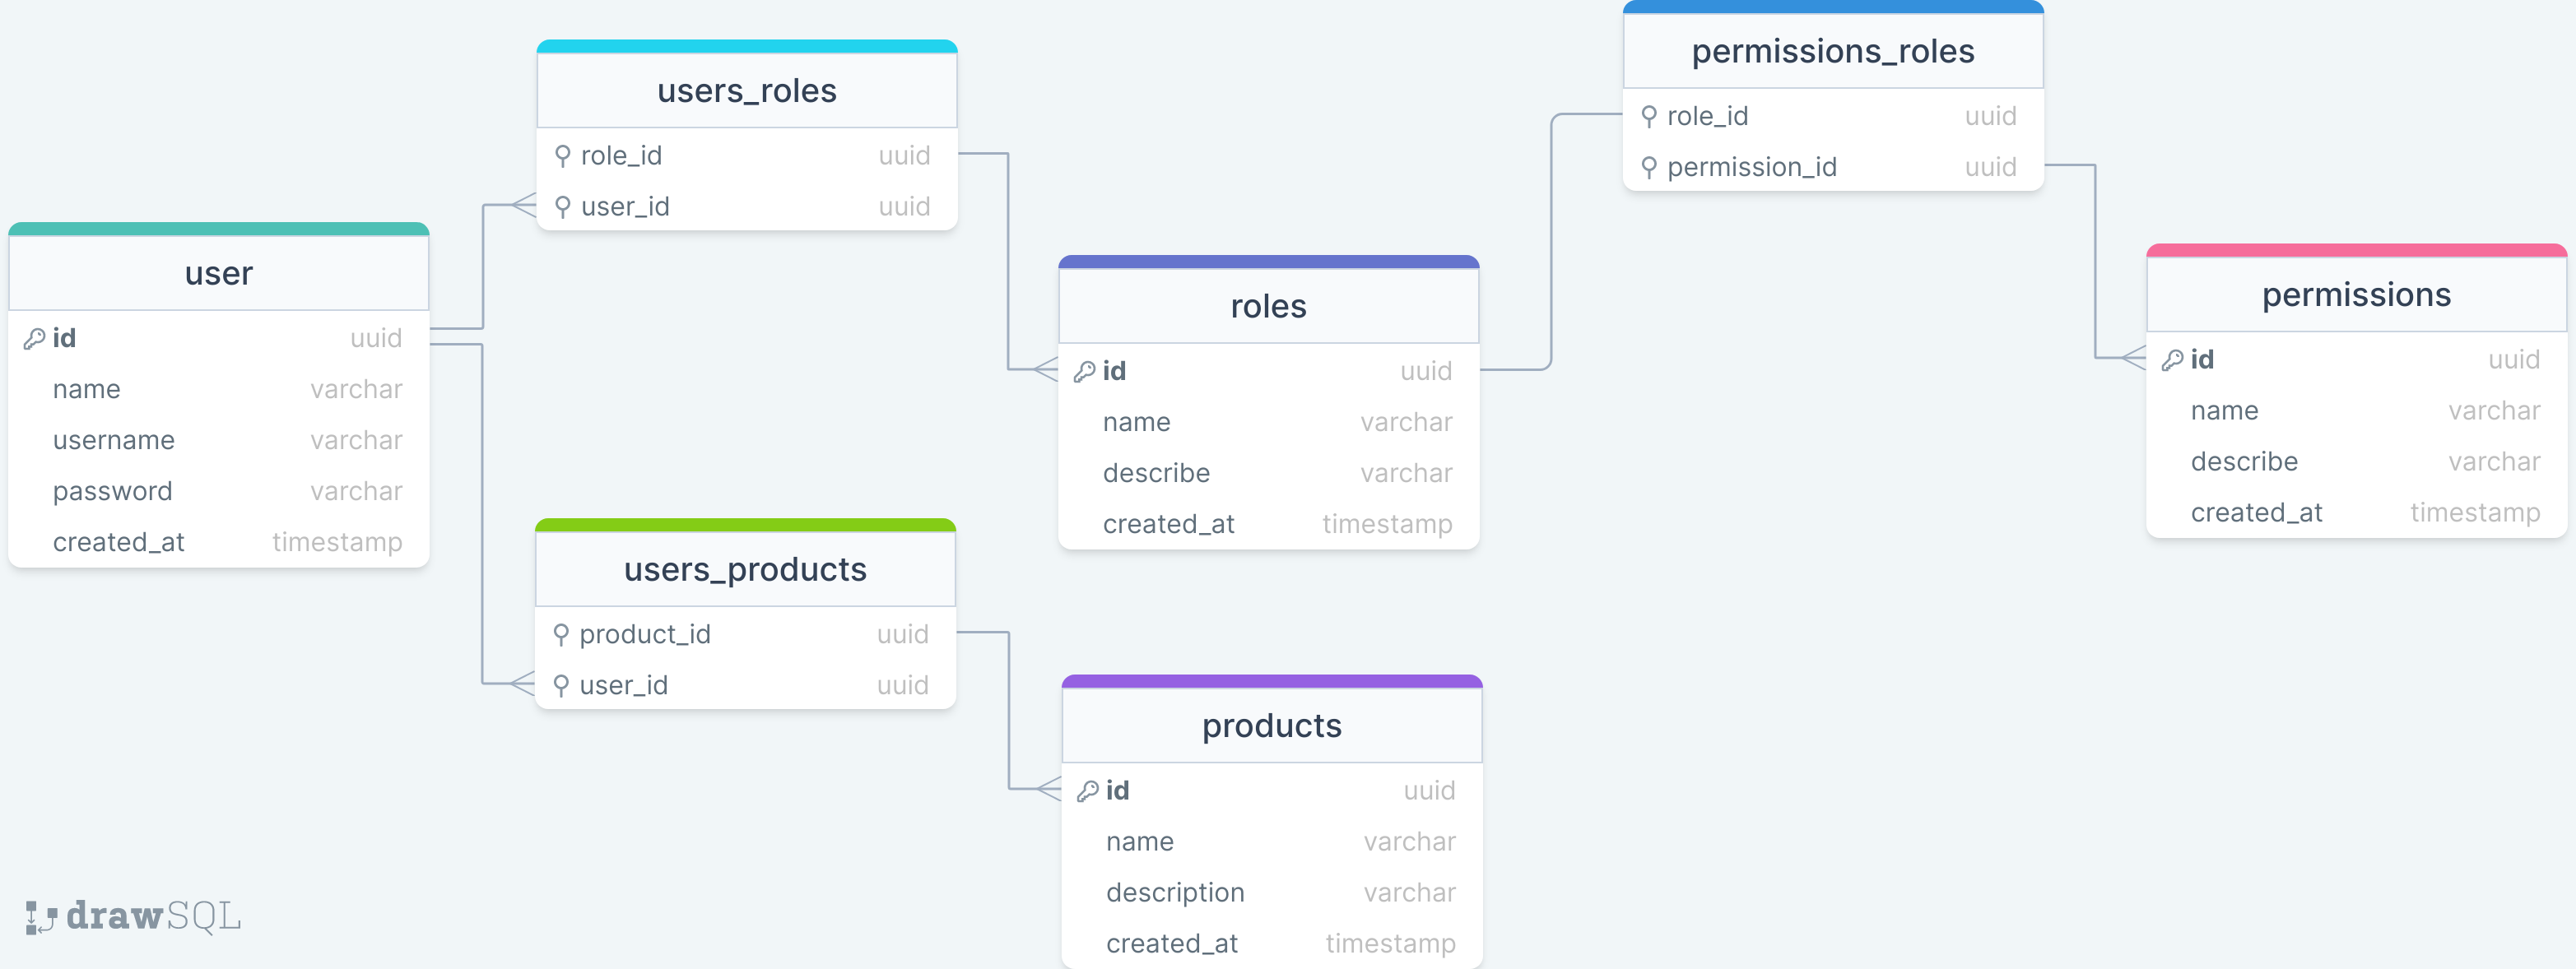 user
id uuid
name varchar
username varchar
password varchar
created_at timestamp
users_roles
role_id uuid
user_id uuid
users_products
product_id uuid
user_id uuid
roles
id uuid
name varchar
describe varchar
created_at timestamp
products
id uuid
name varchar
description varchar
created_at timestamp
permissions_roles
role_id uuid
permission_id uuid
permissions
id uuid
name varchar
describe varchar
created_at timestamp
drawSQL